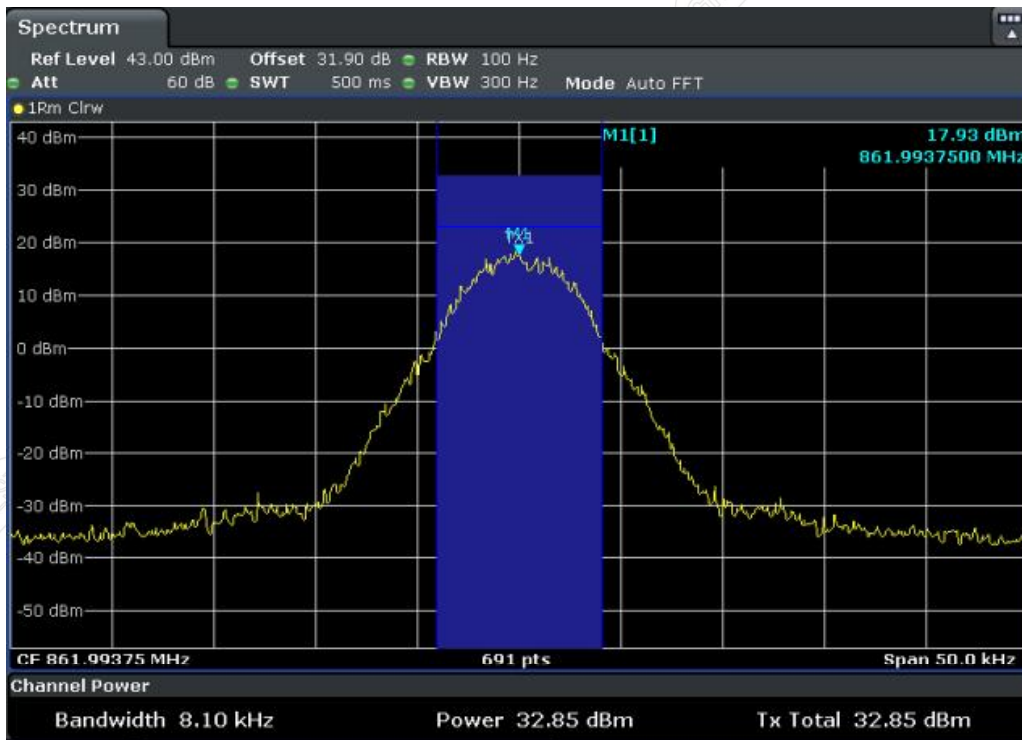 Spectrum
Ref Level 43.00 dBm Offset 31.90 dB RBW 100 Hz
Att 60 dB SWT 500 ms VBW 300 Hz Mode Auto FFT
1Rm Clrw
40 dBm
M1[1] 17.93 dBm
861.9937500 MHz
30 dBm
20 dBm
10 dBm
0 dBm
-10 dBm
-20 dBm
-30 dBm
-40 dBm
-50 dBm
CF 861.99375 MHz 691 pts Span 50.0 kHz
Channel Power
Bandwidth 8.10 kHz Power 32.85 dBm Tx Total 32.85 dBm